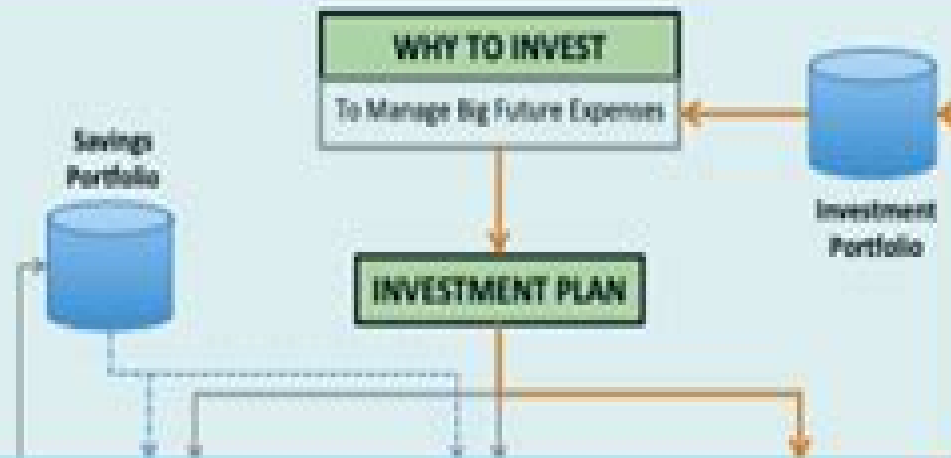 WHY TO INVEST
To Manage Big Future Expenses
Savings
Portfolio
Investment
Portfolio
INVESTMENT PLAN